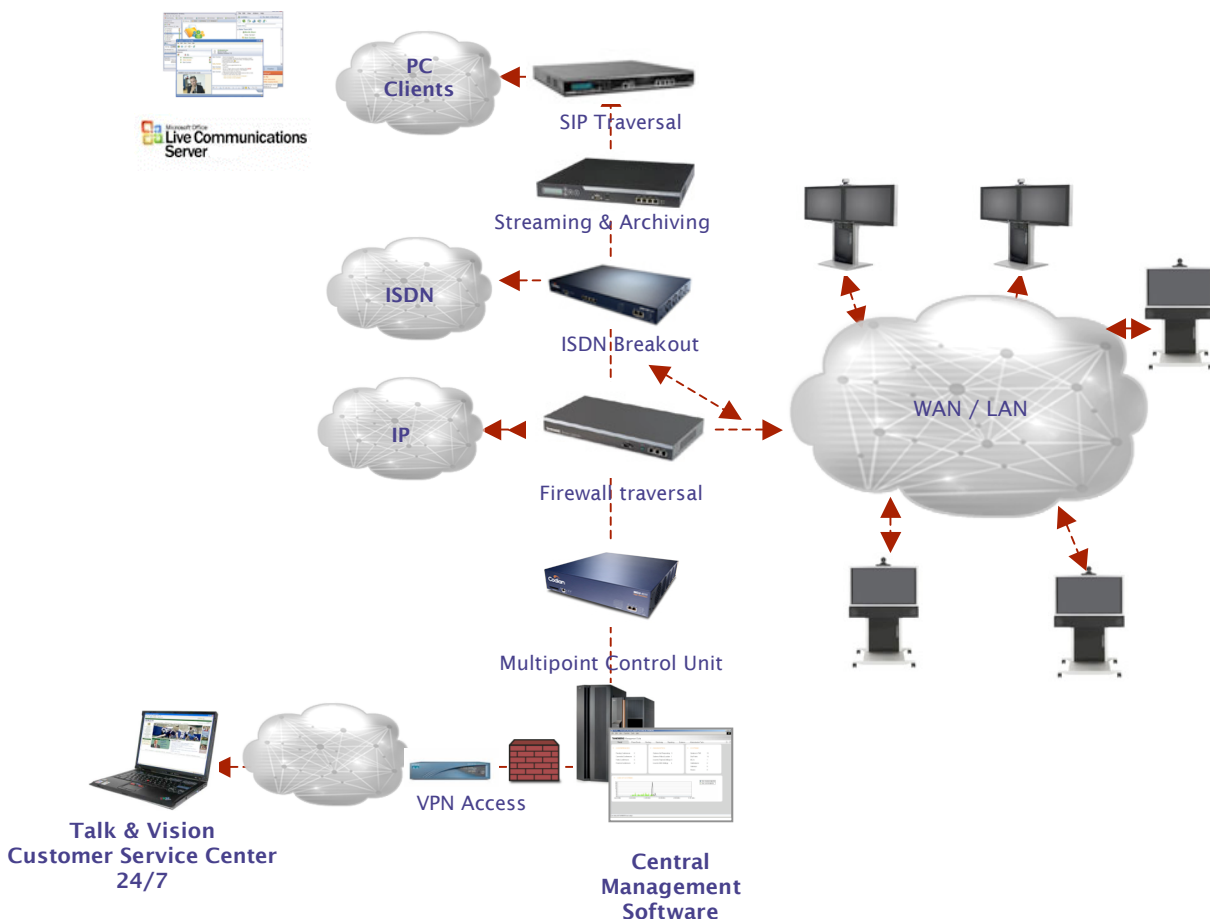 PC
Clients
SIP Traversal
Microsoft Office
Live Communications
Server
Streaming & Archiving
ISDN
ISDN Breakout
IP
WAN / LAN
Firewall traversal
Codian
Multipoint Control Unit
VPN Access
Talk & Vision
Customer Service Center
24/7
Central
Management
Software